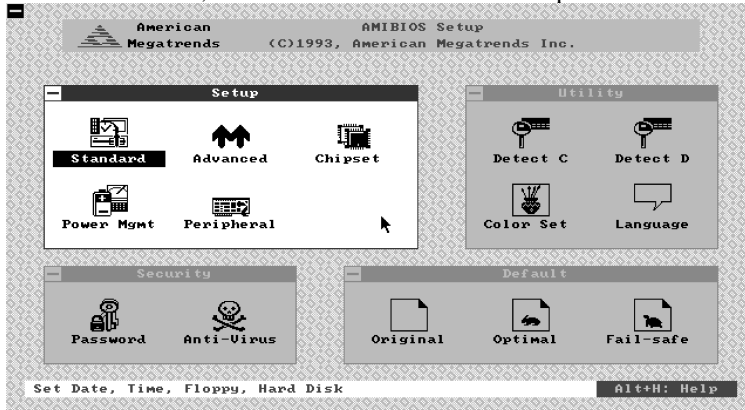 American
Megatrends
AMIBIOS Setup
(C)1993, American Megatrends Inc.
Setup
Standard
Advanced
Chipset
Power Mgmt
Peripheral
Utility
Detect C
Detect D
Color Set
Language
Security
Password
Anti-Virus
Default
Original
Optimal
Fail-safe
Set Date, Time, Floppy, Hard Disk
Alt+H: Help